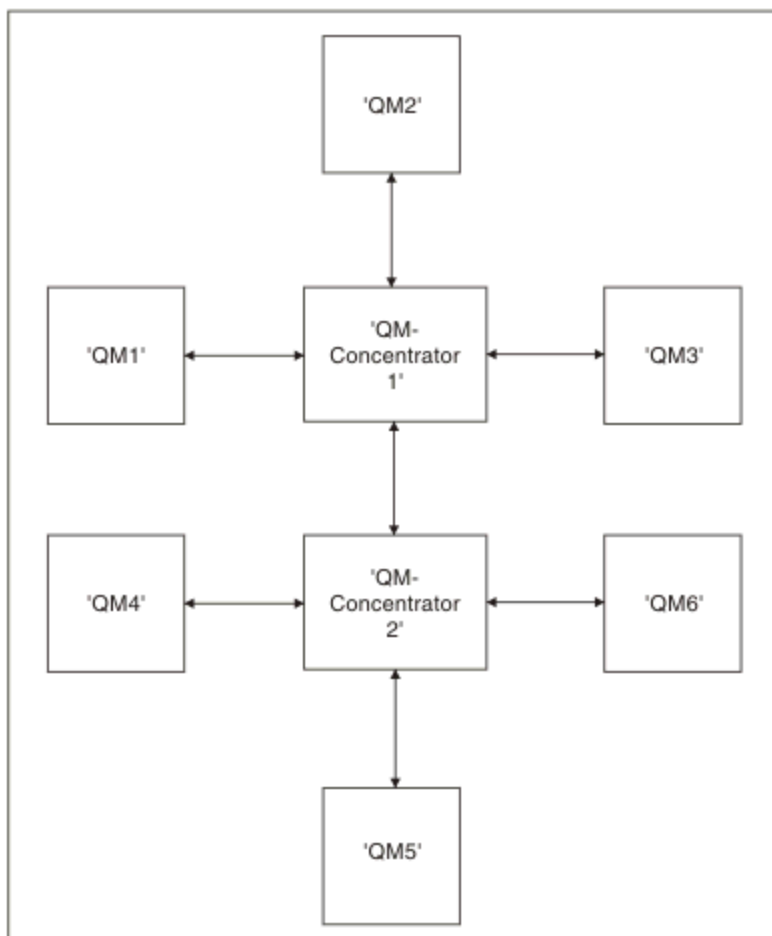 'QM2'
'QM1'
'QM-
Concentrator
1'
'QM3'
'QM4'
'QM-
Concentrator
2'
'QM6'
'QM5'